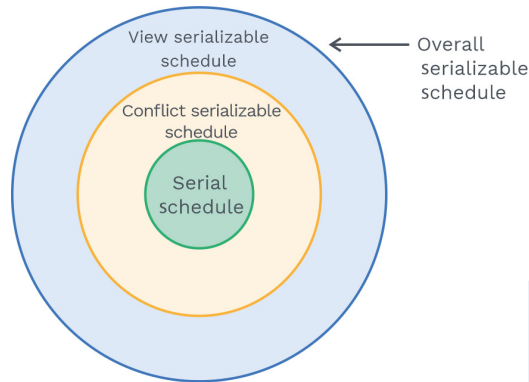 View serializable
schedule
Overall
serializable
schedule
Conflict serializable
schedule
Serial
schedule